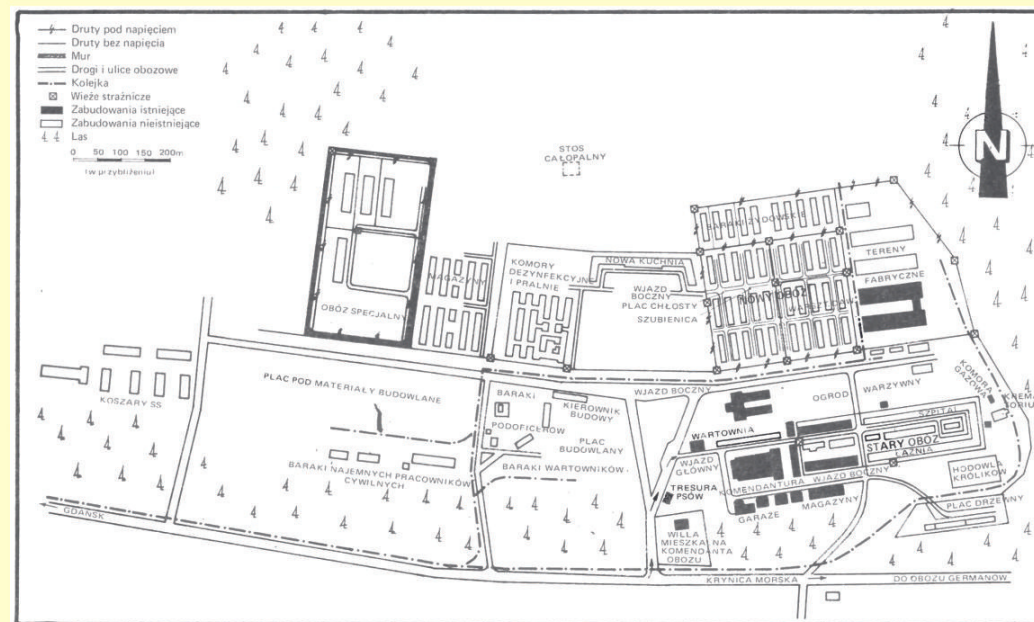 Druty pod napięciem
Druty bez napięcia
Mur
Drogi i ulice obozowe
Kolejka
Wieże strażnicze
Zabudowania istniejące
Zabudowania nieistniejące
Las
0 50 100 150 200m
(w przybliżeniu)
N
STOS
CAŁOPALNY
BARAKI ŻYDOWSKIE
TERENY
FABRYCZNE
NOWA KUCHNIA
KOMORY
DEZYNFEKCYJNE
I PRALNIE
MAGAZYNY
WJAZD
BOCZNY
PLAC CHŁOSTY
SZUBIENICA
NOWY OBÓZ
WARSZTATOWY
OBÓZ SPECJALNY
KOSZARY SS
PLAC POD MATERIAŁY BUDOWLANE
BARAKI
KIEROWNIK
BUDOWY
PODOFICERÓW
PLAC
BUDOWLANY
BARAKI WARTOWNIKÓW
BARAKI NAJEMNYCH PRACOWNIKÓW
CYWILNYCH
WJAZD BOCZNY
OGRÓD
WARZYWNY
KOMORA
GAZOWA
WARTOWNIA
SZPITAL
STARY OBÓZ
ŁAŹNIA
WJAZD
GŁÓWNY
WJAZD BOCZNY
KOMENDANTURA
TRESURA
PSÓW
GARAŻE
MAGAZYNY
HODOWLA
KRÓLIKÓW
PLAC DRZEWNY
WILLA
MIESZKALNA
KOMENDANTA
OBOZU
GDAŃSK
KRYNICA MORSKA
DO OBOZU GERMANÓW